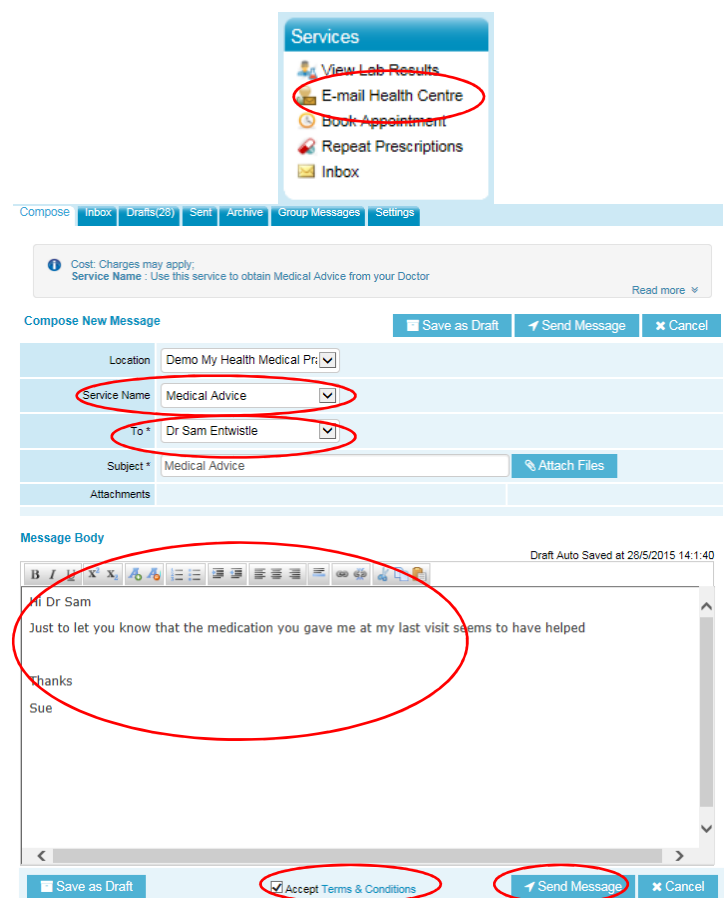 Services
View Lab Results
E-mail Health Centre
Book Appointment
Repeat Prescriptions
Inbox
Compose Inbox Drafts(28) Sent Archive Group Messages Settings
Cost: Charges may apply;
Service Name : Use this service to obtain Medical Advice from your Doctor
Read more
Compose New Message Save as Draft Send Message Cancel
Location Demo My Health Medical
Service Name Medical Advice
To * Dr Sam Entwistle
Subject * Medical Advice Attach Files
Attachments
Message Body
Draft Auto Saved at 28/5/2015 14:1:40
B I U X² X₂
Hi Dr Sam
Just to let you know that the medication you gave me at my last visit seems to have helped
Thanks
Sue
Save as Draft Accept Terms & Conditions Send Message Cancel